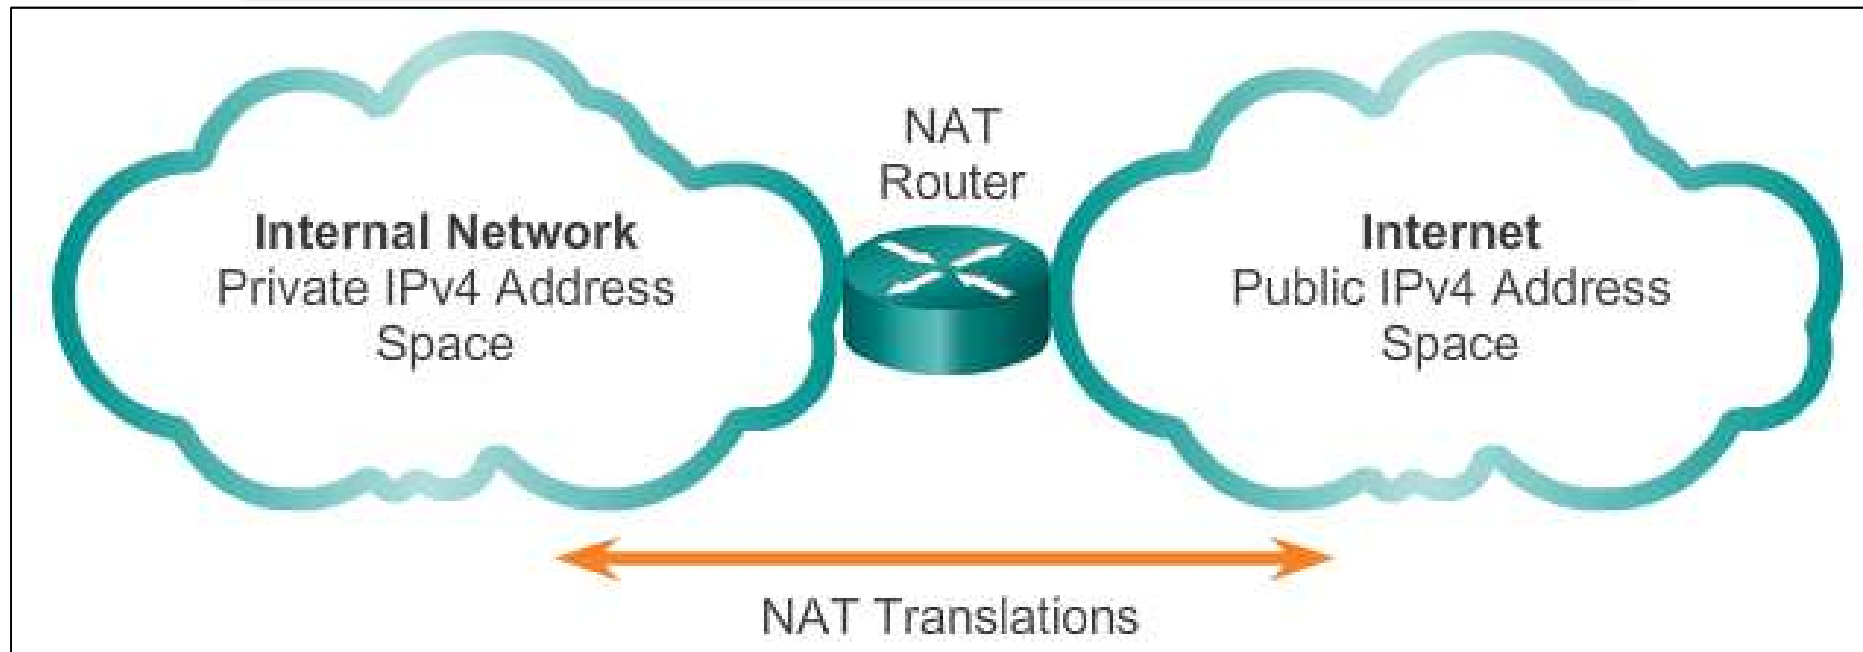 NAT
Router
Internal Network
Private IPv4 Address
Space
Internet
Public IPv4 Address
Space
NAT Translations